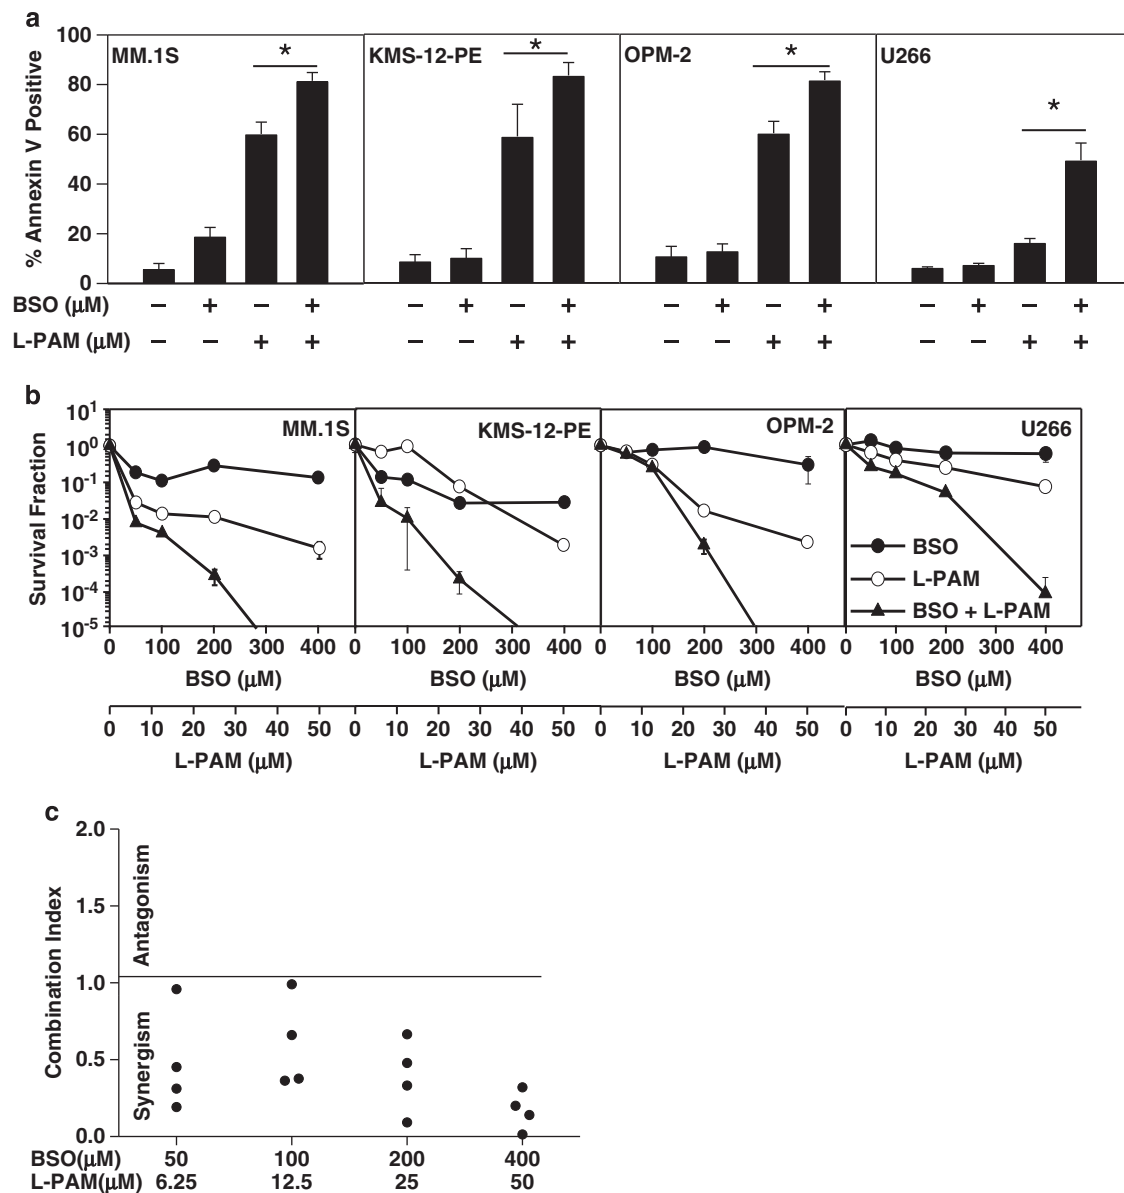 a
MM.1S KMS-12-PE OPM-2 U266
* * * *
% Annexin V Positive
100
80
60
40
20
0
BSO (μM) − + − + − + − + − + − + − + − +
L-PAM (μM) − − + + − − + + − − + + − − + +
b
MM.1S KMS-12-PE OPM-2 U266
Survival Fraction
10¹
10⁰
10⁻¹
10⁻²
10⁻³
10⁻⁴
10⁻⁵
BSO
L-PAM
BSO + L-PAM
0 100 200 300 400 0 100 200 300 400 0 100 200 300 400 0 100 200 300 400
BSO (μM) BSO (μM) BSO (μM) BSO (μM)
0 10 20 30 40 50 0 10 20 30 40 50 0 10 20 30 40 50 0 10 20 30 40 50
L-PAM (μM) L-PAM (μM) L-PAM (μM) L-PAM (μM)
c
Combination Index
2.0
1.5
1.0
0.5
0.0
Antagonism
Synergism
BSO(μM) 50 100 200 400
L-PAM(μM) 6.25 12.5 25 50